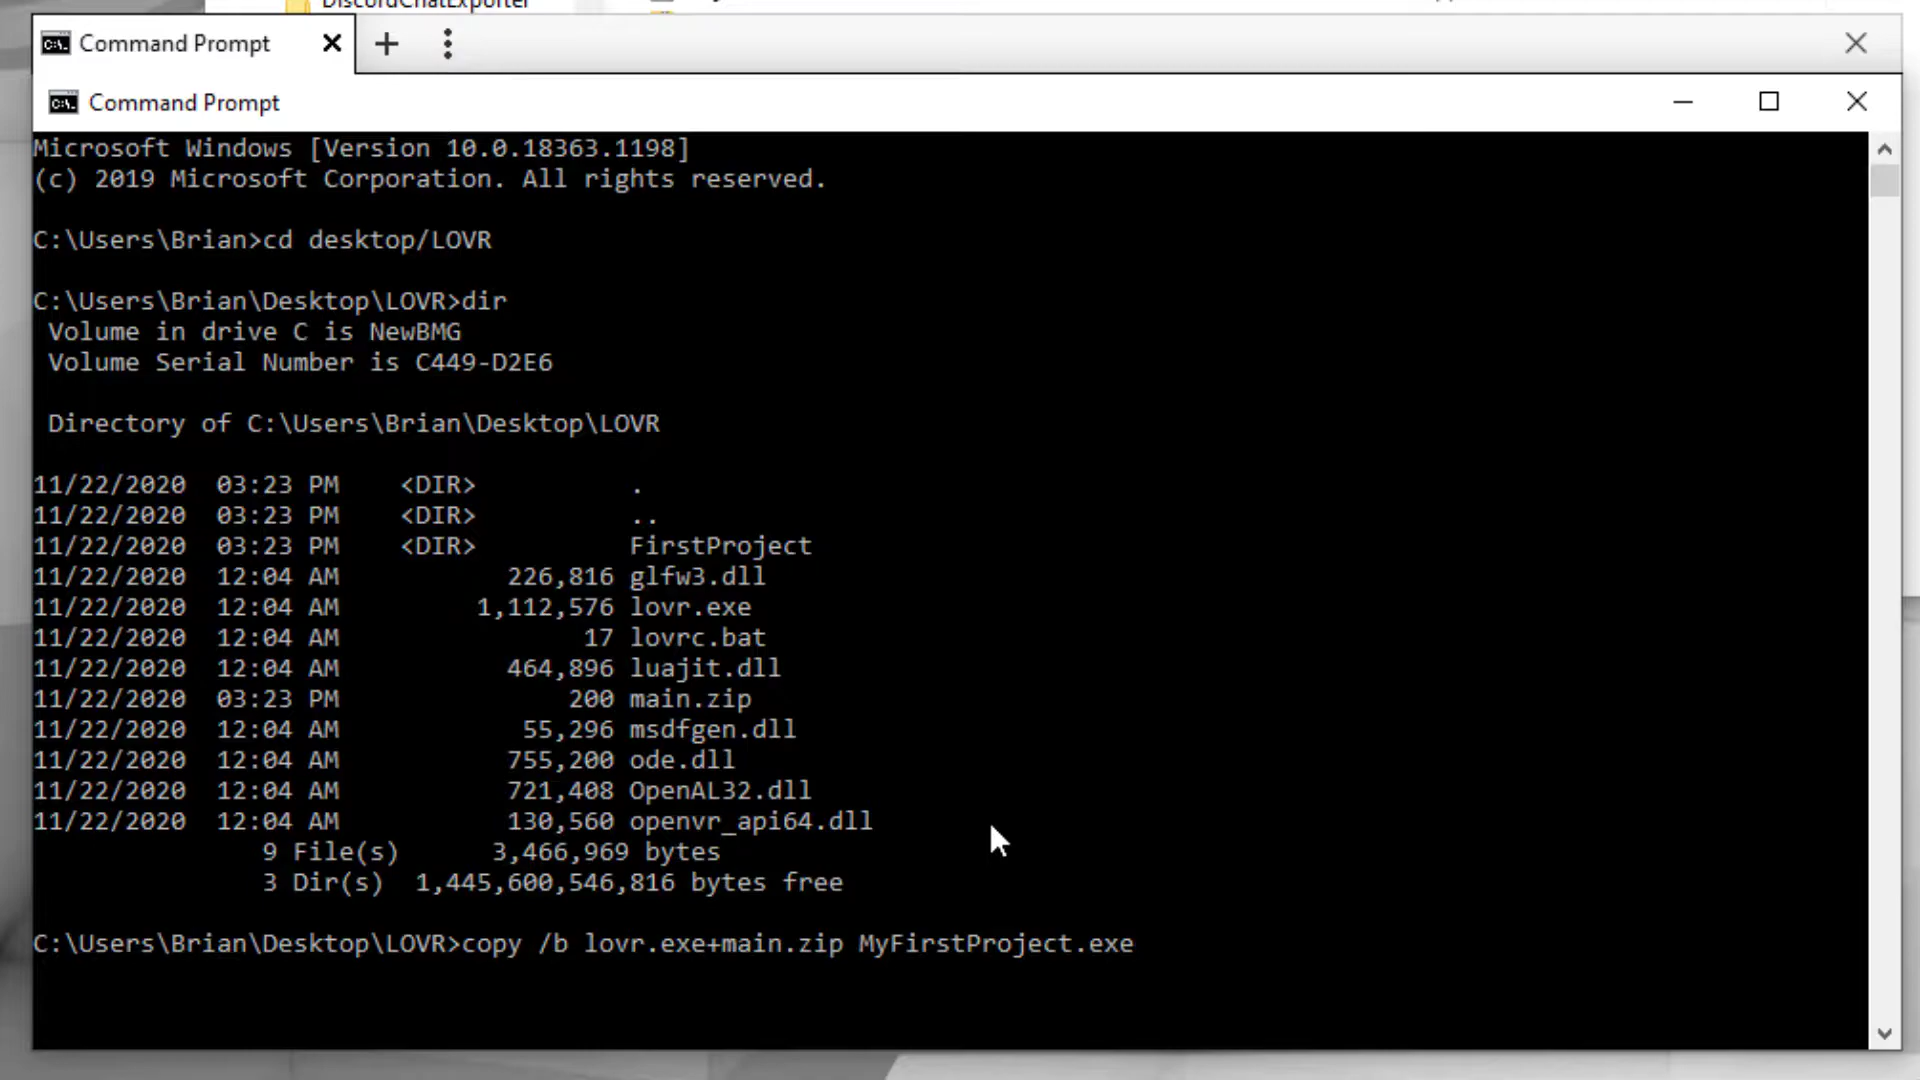 DiscordChatExporter
Command Prompt
Command Prompt
Microsoft Windows [Version 10.0.18363.1198]
(c) 2019 Microsoft Corporation. All rights reserved.
C:\Users\Brian>cd desktop/LOVR
C:\Users\Brian\Desktop\LOVR>dir
Volume in drive C is NewBMG
Volume Serial Number is C449-D2E6
Directory of C:\Users\Brian\Desktop\LOVR
11/22/2020  03:23 PM    <DIR>          .
11/22/2020  03:23 PM    <DIR>          ..
11/22/2020  03:23 PM    <DIR>          FirstProject
11/22/2020  12:04 AM           226,816 glfw3.dll
11/22/2020  12:04 AM         1,112,576 lovr.exe
11/22/2020  12:04 AM                17 lovrc.bat
11/22/2020  12:04 AM           464,896 luajit.dll
11/22/2020  03:23 PM               200 main.zip
11/22/2020  12:04 AM            55,296 msdfgen.dll
11/22/2020  12:04 AM           755,200 ode.dll
11/22/2020  12:04 AM           721,408 OpenAL32.dll
11/22/2020  12:04 AM           130,560 openvr_api64.dll
9 File(s)      3,466,969 bytes
3 Dir(s)  1,445,600,546,816 bytes free
C:\Users\Brian\Desktop\LOVR>copy /b lovr.exe+main.zip MyFirstProject.exe